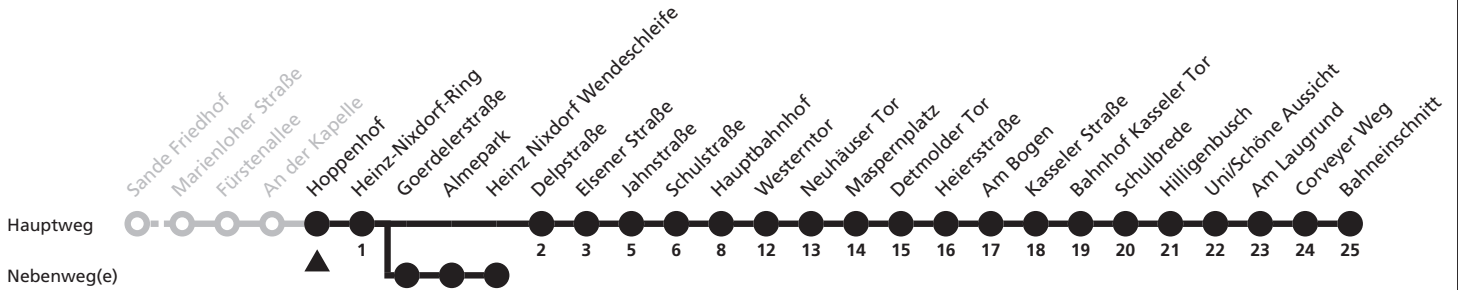 Sande Friedhof
Marienloher Straße
Fürstenallee
An der Kapelle
Hoppenhof
Heinz-Nixdorf-Ring
Goerdelerstraße
Almepark
Heinz Nixdorf Wendeschleife
Delpstraße
Elsener Straße
Jahnstraße
Schulstraße
Hauptbahnhof
Westerntor
Neuhäuser Tor
Maspernplatz
Detmolder Tor
Heiersstraße
Am Bogen
Kasseler Straße
Bahnhof Kasseler Tor
Schulbrede
Hilligenbusch
Uni/Schöne Aussicht
Am Laugrund
Corveyer Weg
Bahneinschnitt
Hauptweg
1 2 3 5 6 8 12 13 14 15 16 17 18 19 20 21 22 23 24 25
Nebenweg(e)